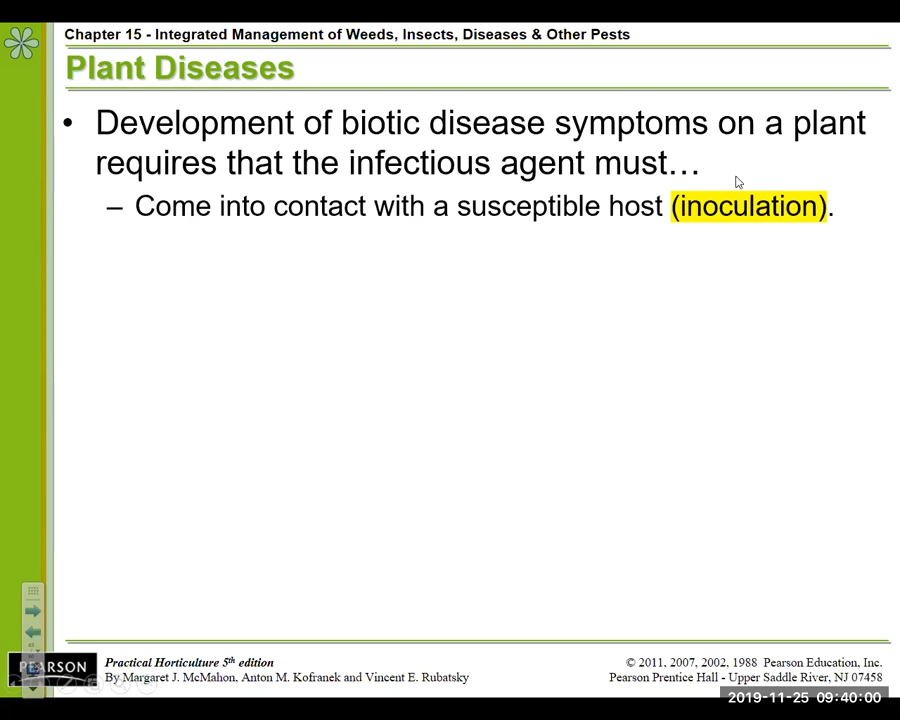 Chapter 15 - Integrated Management of Weeds, Insects, Diseases & Other Pests
Plant Diseases
• Development of biotic disease symptoms on a plant
requires that the infectious agent must…
– Come into contact with a susceptible host (inoculation).
PEARSON
Practical Horticulture 5th edition
By Margaret J. McMahon, Anton M. Kofranek and Vincent E. Rubatsky
© 2011, 2007, 2002, 1988 Pearson Education, Inc.
Pearson Prentice Hall - Upper Saddle River, NJ 07458
2019-11-25 09:40:00